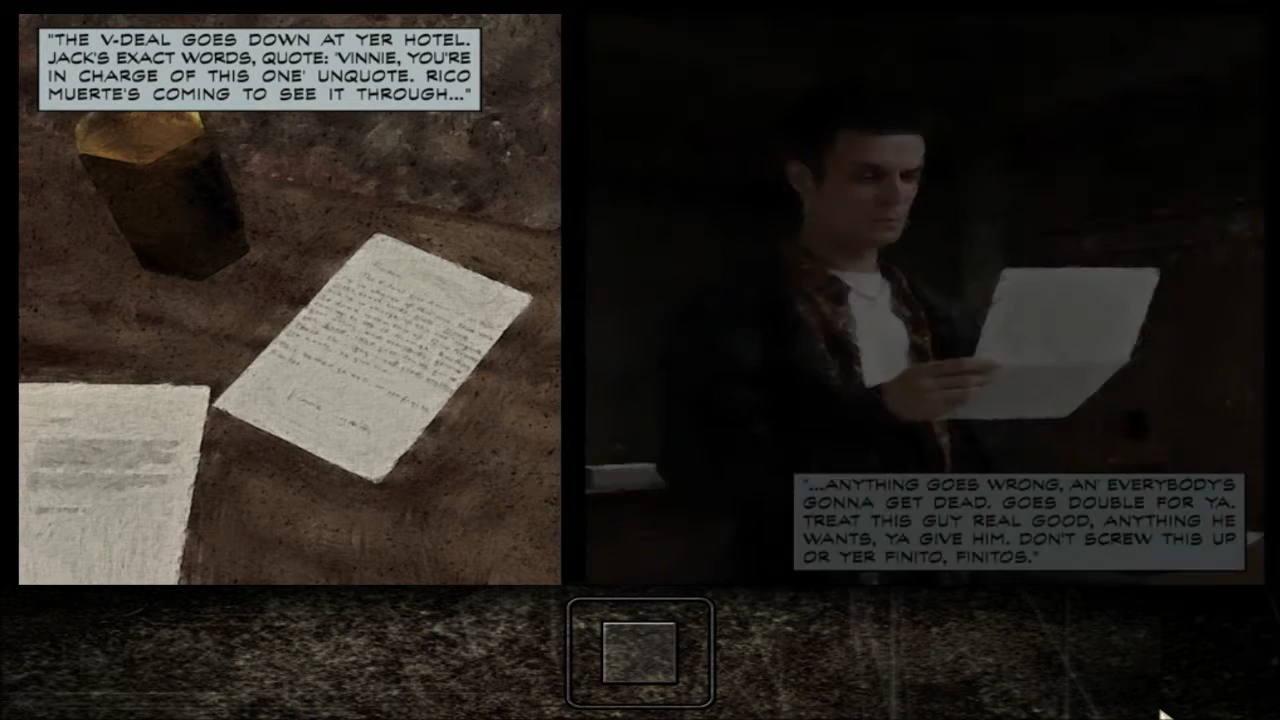 "THE V-DEAL GOES DOWN AT YER HOTEL.
JACK'S EXACT WORDS, QUOTE: 'VINNIE, YOU'RE
IN CHARGE OF THIS ONE' UNQUOTE. RICO
MUERTE'S COMING TO SEE IT THROUGH..."
"...ANYTHING GOES WRONG, AN' EVERYBODY'S
GONNA GET DEAD. GOES DOUBLE FOR YA.
TREAT THIS GUY REAL GOOD, ANYTHING HE
WANTS, YA GIVE HIM. DON'T SCREW THIS UP
OR YER FINITO, FINITOS."